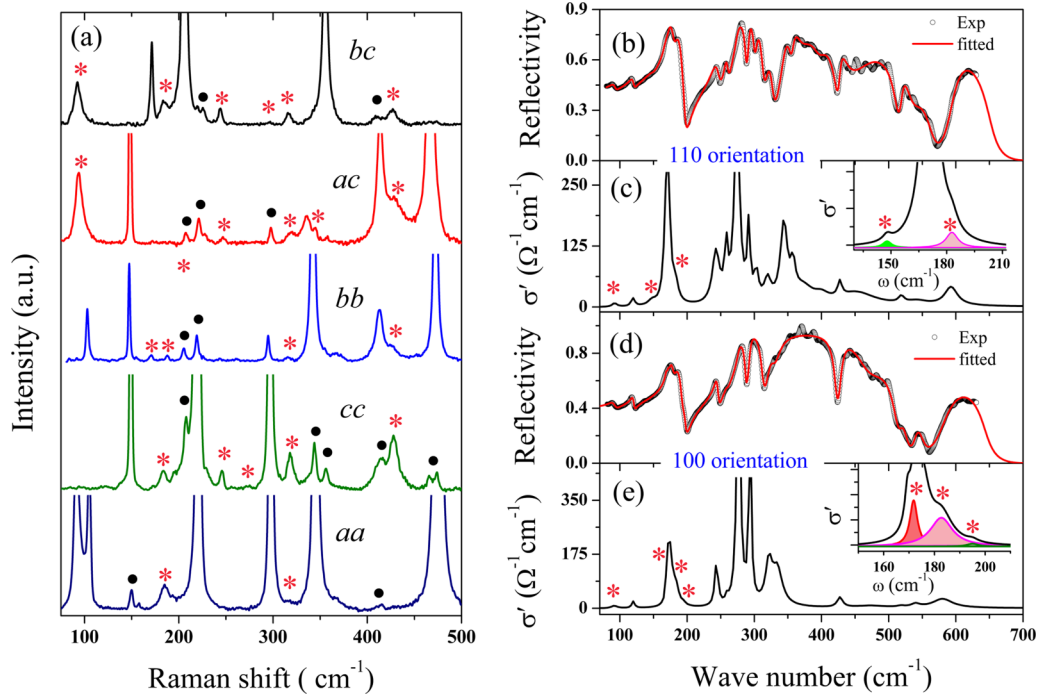 (a)
bc
ac
bb
cc
aa
Intensity (a.u.)
100 200 300 400 500
Raman shift ( cm⁻¹)
(b)
Exp
fitted
Reflectivity
0.9
0.6
0.3
0.0
110 orientation
(c)
σ′ (Ω⁻¹cm⁻¹)
250
125
0
σ′
150 180 210
ω (cm⁻¹)
(d)
Exp
fitted
Reflectivity
0.8
0.4
0.0
100 orientation
(e)
σ′ (Ω⁻¹cm⁻¹)
350
175
0
σ′
160 180 200
ω (cm⁻¹)
100 200 300 400 500 600 700
Wave number (cm⁻¹)